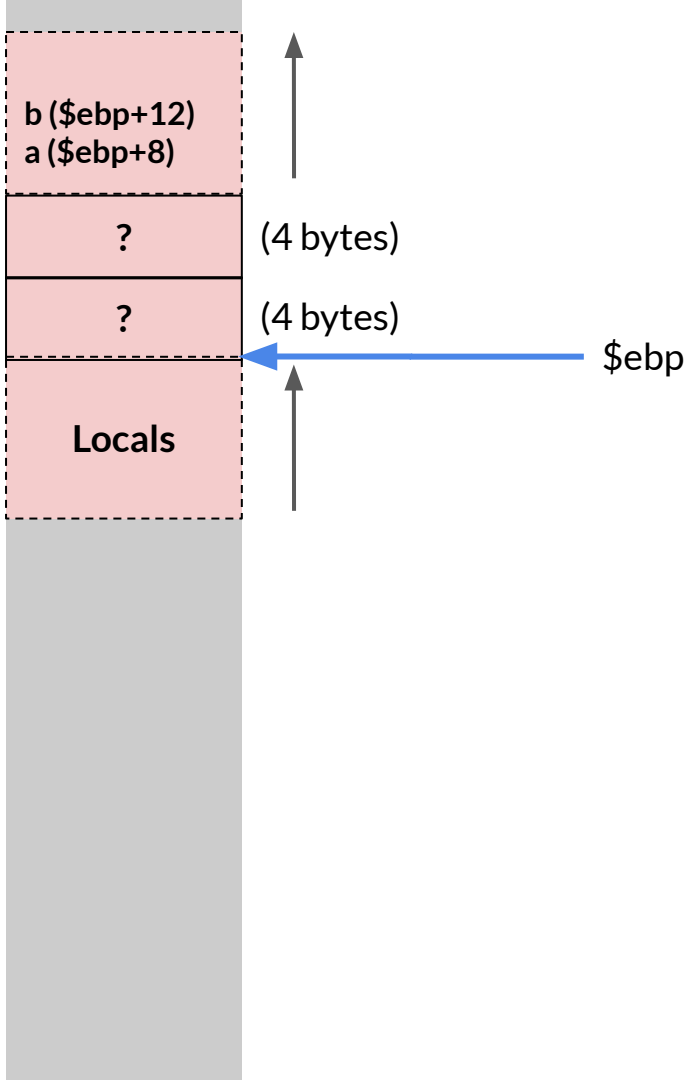 b ($ebp+12)
a ($ebp+8)
? (4 bytes)
? (4 bytes)
$ebp
Locals